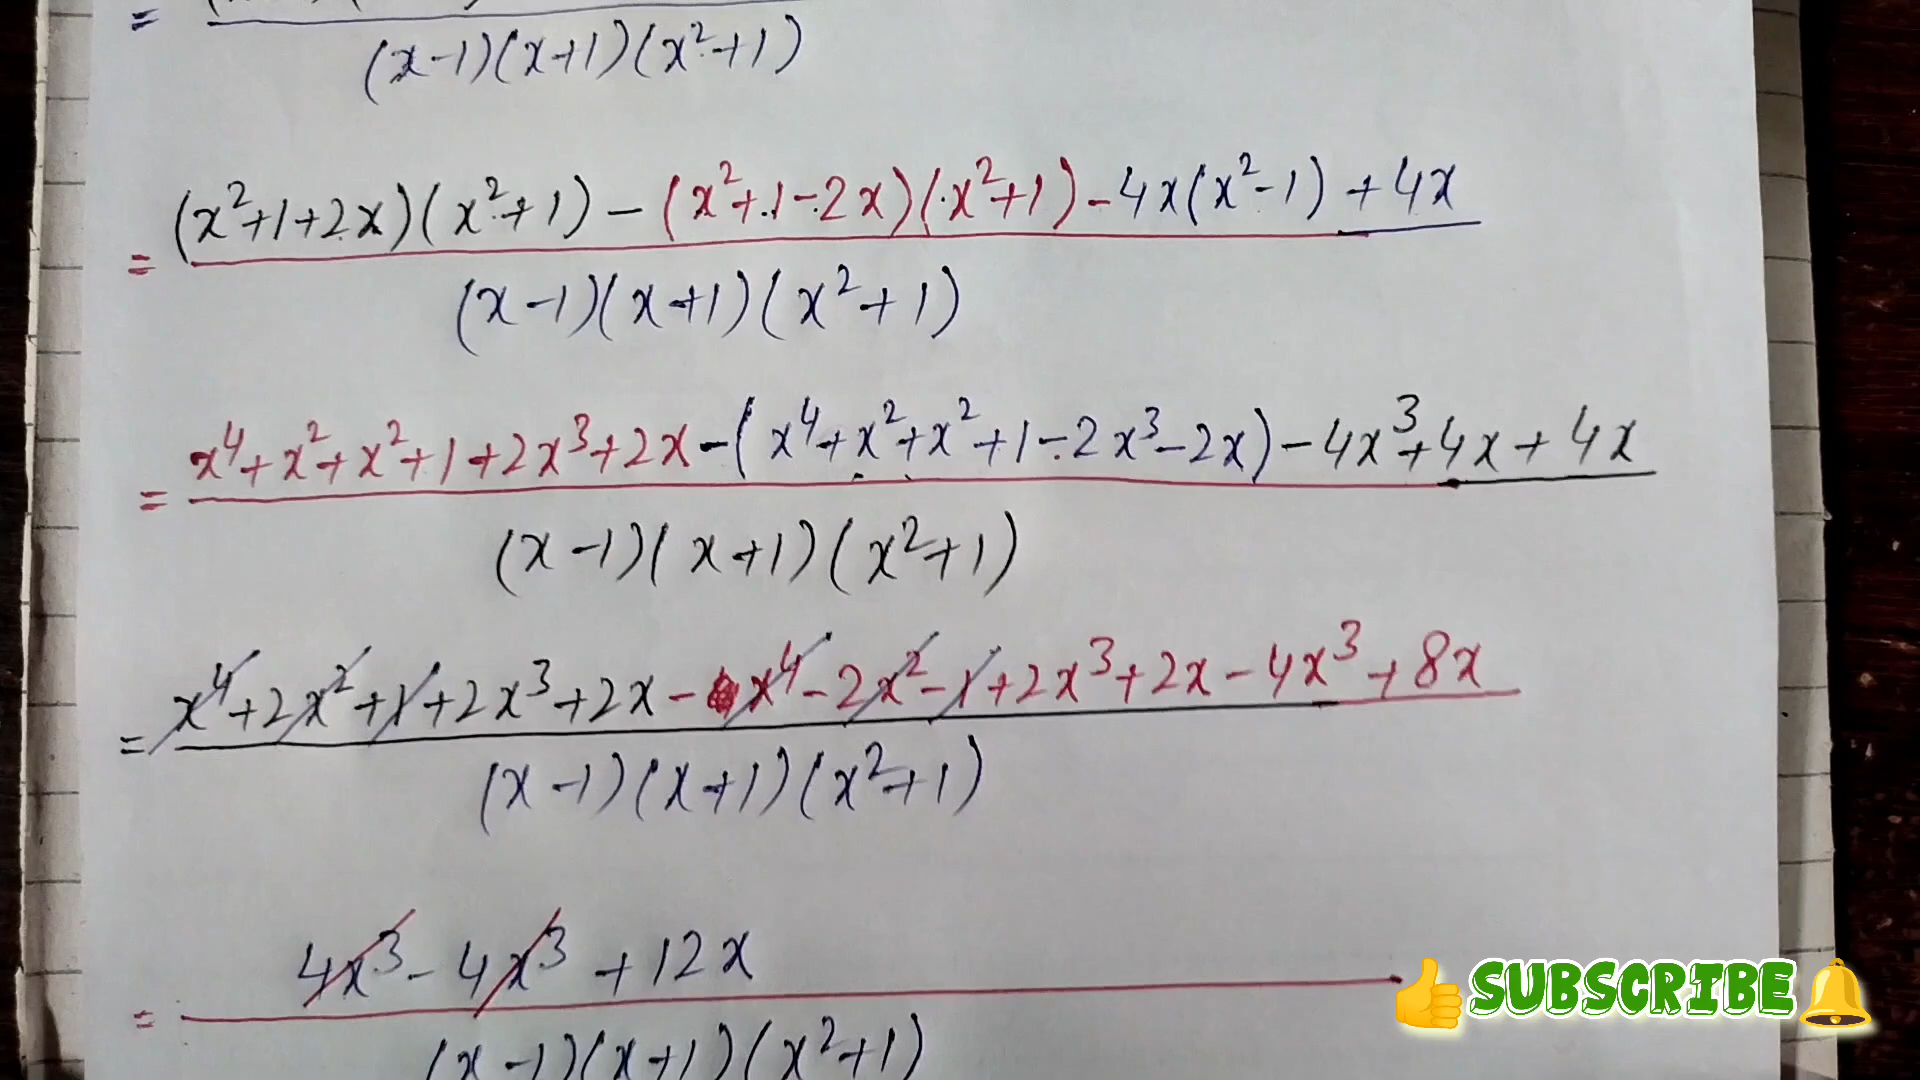 =
(x-1)(x+1)(x²+1)
(x²+1+2x)(x²+1) - (x²+1-2x)(x²+1) - 4x(x²-1) + 4x
=
(x-1)(x+1)(x²+1)
x⁴+x²+x²+1+2x³+2x-(x⁴+x²+x²+1-2x³-2x)-4x³+4x+4x
=
(x-1)(x+1)(x²+1)
x⁴+2x²+1+2x³+2x-x⁴-2x²-1+2x³+2x-4x³+8x
=
(x-1)(x+1)(x²+1)
4x³-4x³+12x
=
(x-1)(x+1)(x²+1)
SUBSCRIBE